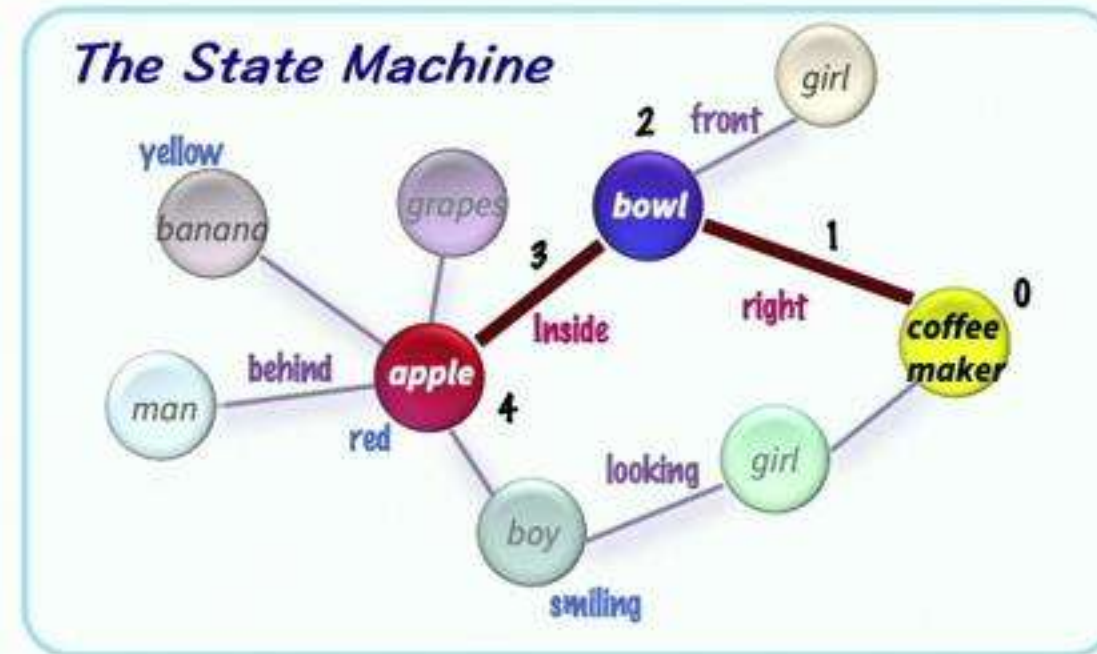 The State Machine
girl
2
front
yellow
banana
grapes
bowl
3
1
Inside
right
0
coffee
maker
behind
apple
man
4
red
looking
girl
boy
smiling